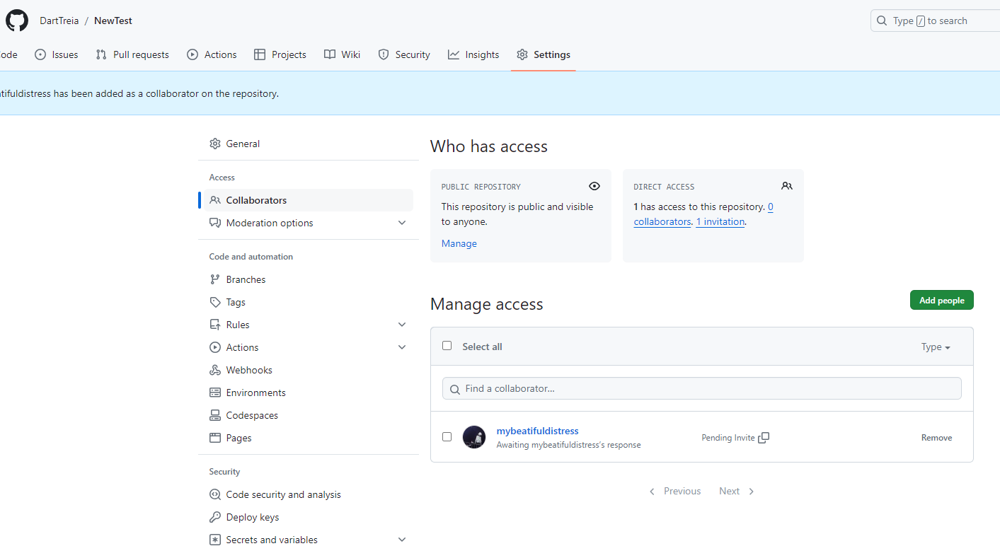 DartTreia / NewTest
Type / to search
ode Issues Pull requests Actions Projects Wiki Security Insights Settings
tifuldistress has been added as a collaborator on the repository.
General
Access
Collaborators
Moderation options
Code and automation
Branches
Tags
Rules
Actions
Webhooks
Environments
Codespaces
Pages
Security
Code security and analysis
Deploy keys
Secrets and variables
Who has access
PUBLIC REPOSITORY
This repository is public and visible
to anyone.
Manage
DIRECT ACCESS
1 has access to this repository. 0
collaborators. 1 invitation.
Manage access
Add people
Select all
Type
Find a collaborator...
mybeatifuldistress
Awaiting mybeatifuldistress's response
Pending Invite
Remove
Previous Next